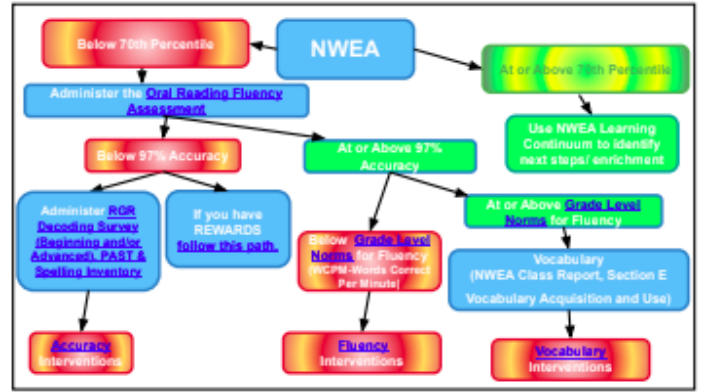 NWEA
Below 70th Percentile
At or Above 70th Percentile
Administer the Oral Reading Fluency
Assessment
Use NWEA Learning
Continuum to identify
next steps/ enrichment
Below 97% Accuracy
At or Above 97%
Accuracy
Administer RGR
Decoding Survey
(Beginning and/or
Advanced), PAST &
Spelling Inventory
If you have
REWARDS
follow this path.
At or Above Grade Level
Norms for Fluency
Below Grade Level
Norms for Fluency
(WCPM-Words Correct
Per Minute)
Vocabulary
(NWEA Class Report, Section E
Vocabulary Acquisition and Use)
Accuracy
Interventions
Fluency
Interventions
Vocabulary
Interventions